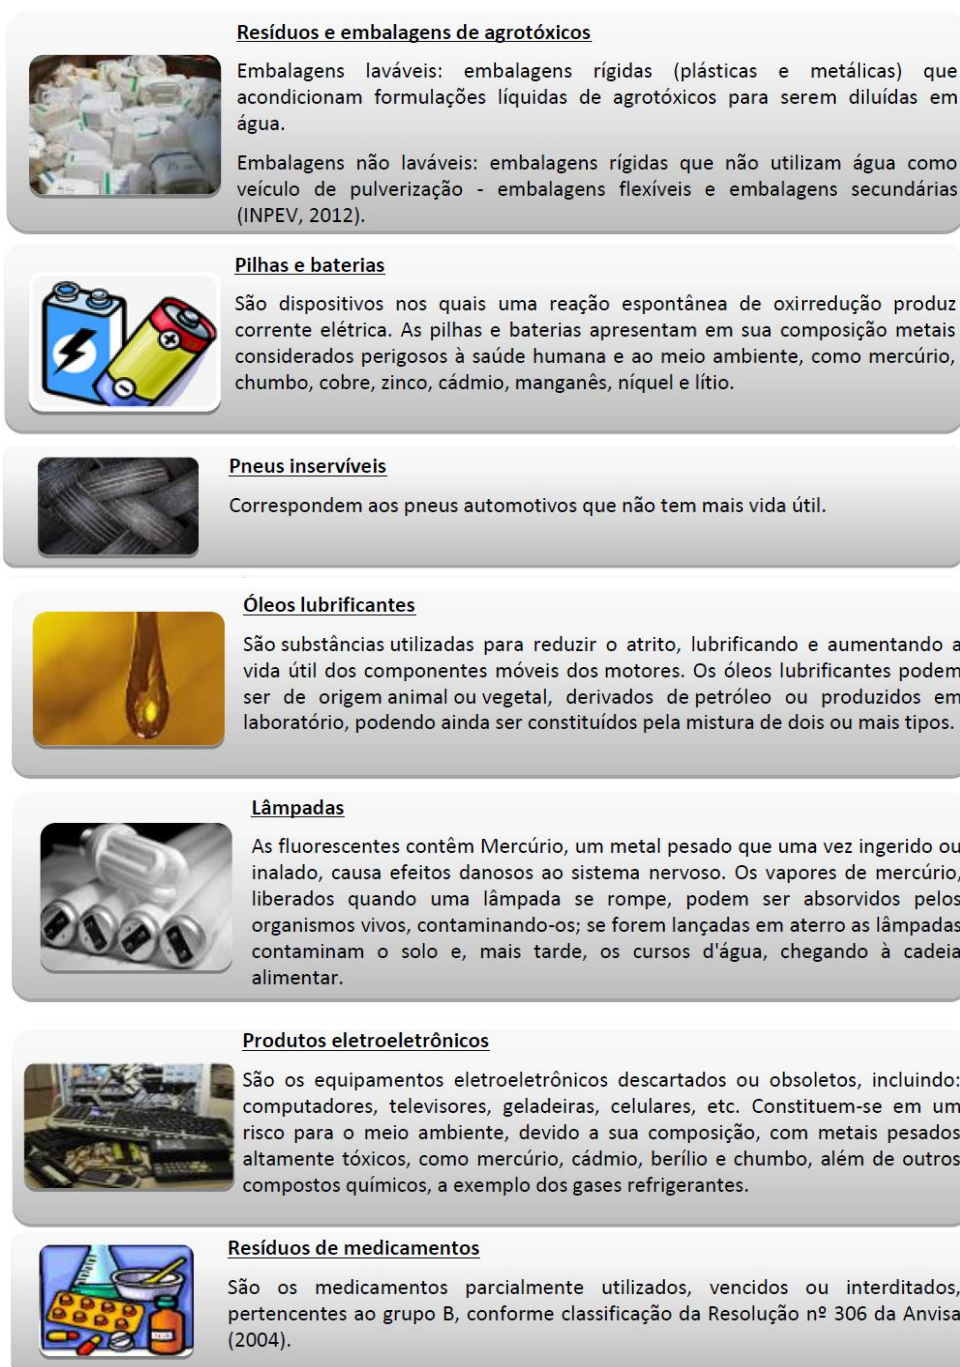 Resíduos e embalagens de agrotóxicos
Embalagens laváveis: embalagens rígidas (plásticas e metálicas) que
acondicionam formulações líquidas de agrotóxicos para serem diluídas em
água.
Embalagens não laváveis: embalagens rígidas que não utilizam água como
veículo de pulverização - embalagens flexíveis e embalagens secundárias
(INPEV, 2012).
Pilhas e baterias
São dispositivos nos quais uma reação espontânea de oxirredução produz
corrente elétrica. As pilhas e baterias apresentam em sua composição metais
considerados perigosos à saúde humana e ao meio ambiente, como mercúrio,
chumbo, cobre, zinco, cádmio, manganês, níquel e lítio.
Pneus inservíveis
Correspondem aos pneus automotivos que não tem mais vida útil.
Óleos lubrificantes
São substâncias utilizadas para reduzir o atrito, lubrificando e aumentando a
vida útil dos componentes móveis dos motores. Os óleos lubrificantes podem
ser de origem animal ou vegetal, derivados de petróleo ou produzidos em
laboratório, podendo ainda ser constituídos pela mistura de dois ou mais tipos.
Lâmpadas
As fluorescentes contêm Mercúrio, um metal pesado que uma vez ingerido ou
inalado, causa efeitos danosos ao sistema nervoso. Os vapores de mercúrio,
liberados quando uma lâmpada se rompe, podem ser absorvidos pelos
organismos vivos, contaminando-os; se forem lançadas em aterro as lâmpadas
contaminam o solo e, mais tarde, os cursos d'água, chegando à cadeia
alimentar.
Produtos eletroeletrônicos
São os equipamentos eletroeletrônicos descartados ou obsoletos, incluindo:
computadores, televisores, geladeiras, celulares, etc. Constituem-se em um
risco para o meio ambiente, devido a sua composição, com metais pesados
altamente tóxicos, como mercúrio, cádmio, berílio e chumbo, além de outros
compostos químicos, a exemplo dos gases refrigerantes.
Resíduos de medicamentos
São os medicamentos parcialmente utilizados, vencidos ou interditados,
pertencentes ao grupo B, conforme classificação da Resolução nº 306 da Anvisa
(2004).